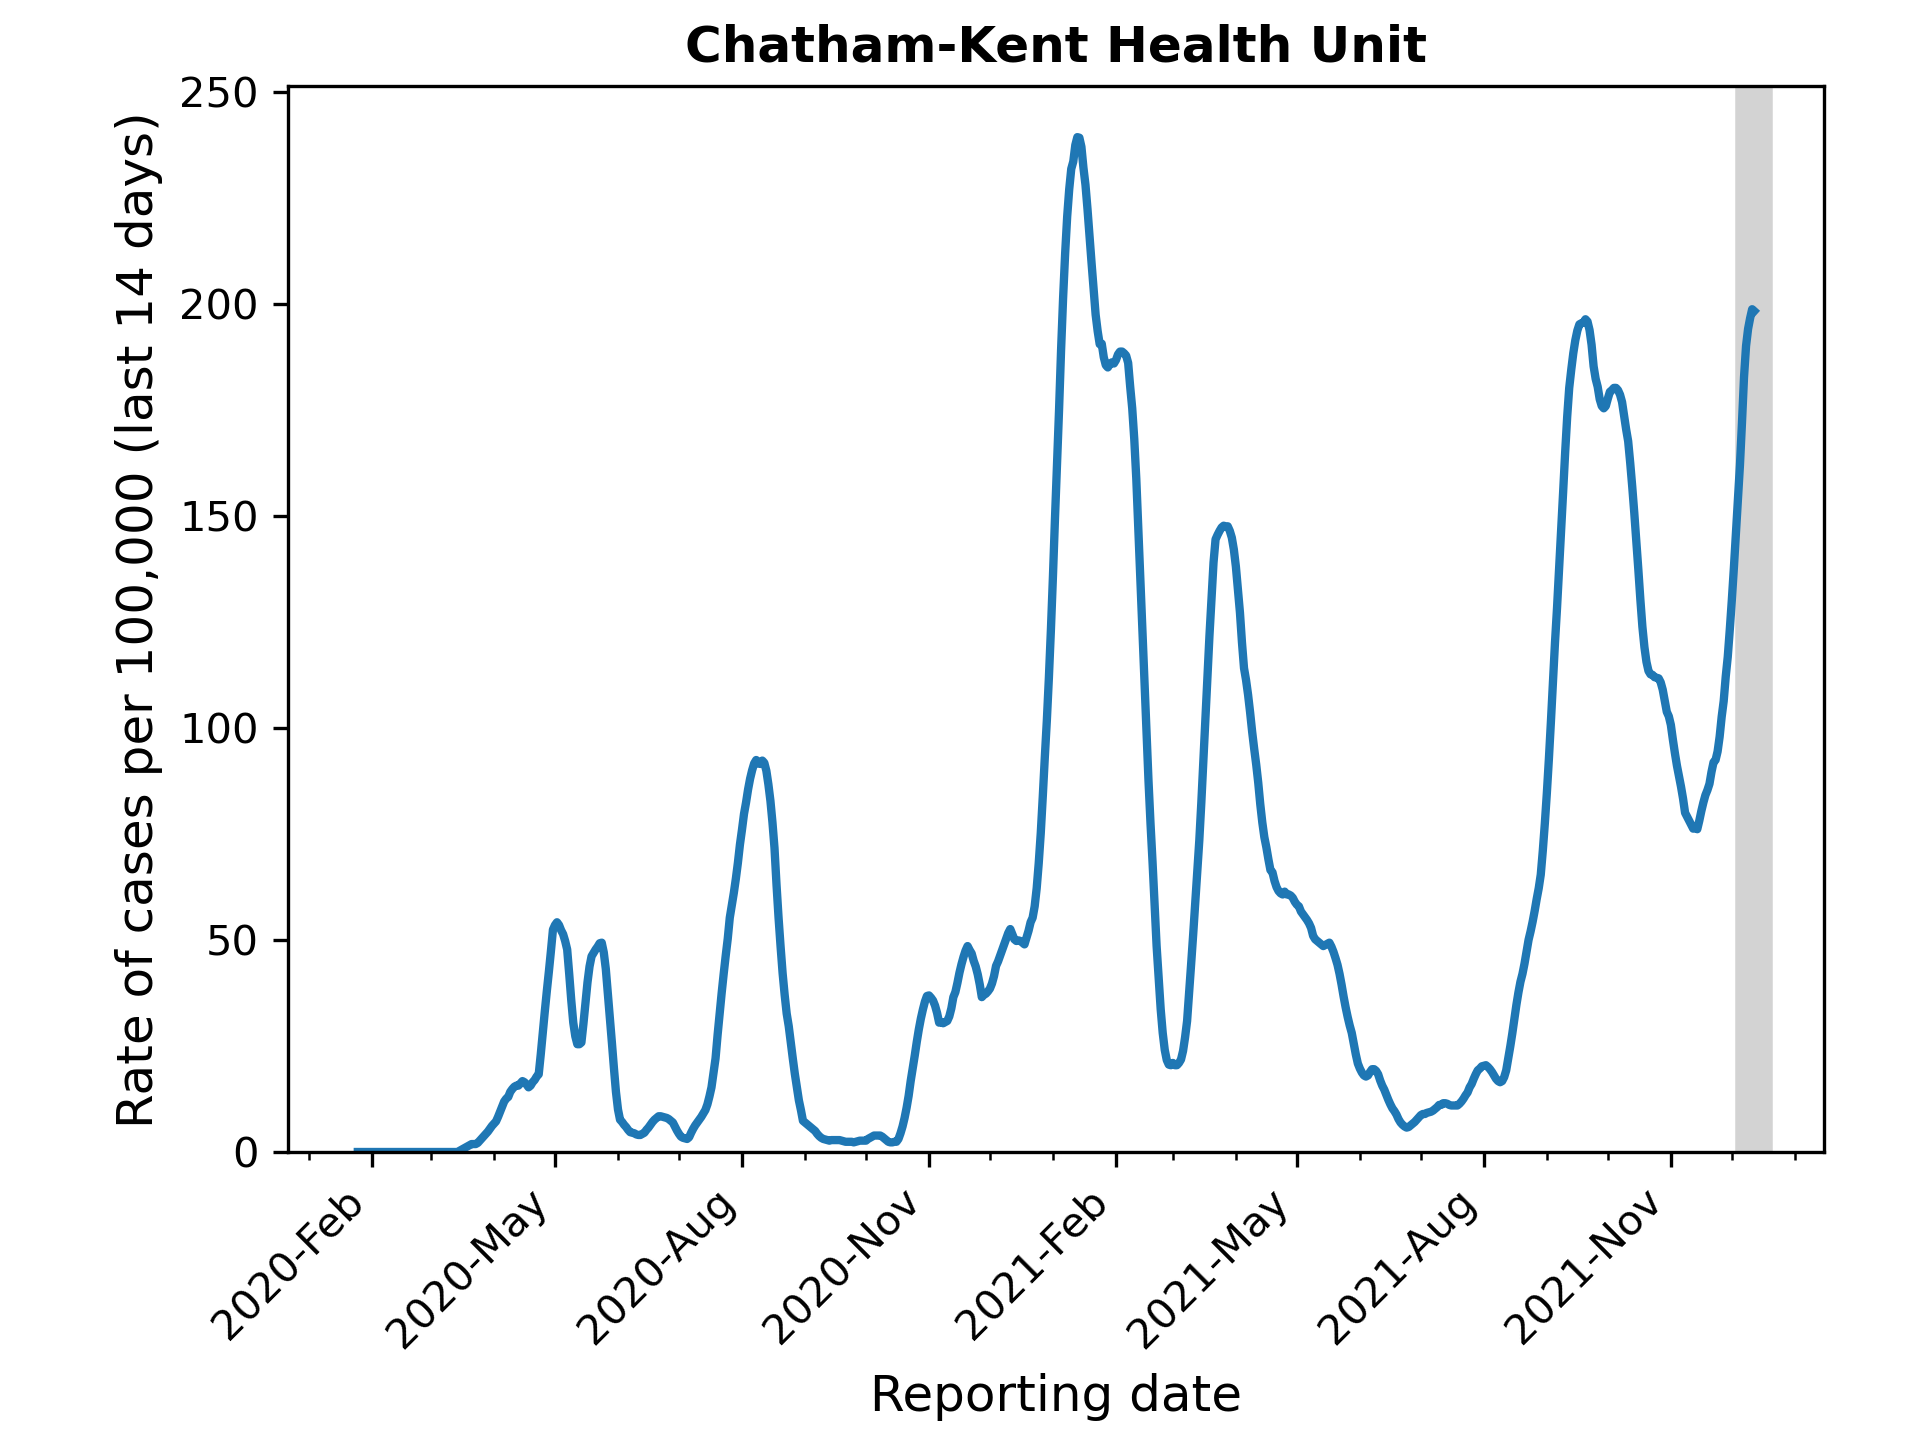 Chatham-Kent Health Unit
Rate of cases per 100,000 (last 14 days)
250
200
150
100
50
0
2020-Feb
2020-May
2020-Aug
2020-Nov
2021-Feb
2021-May
2021-Aug
2021-Nov
Reporting date